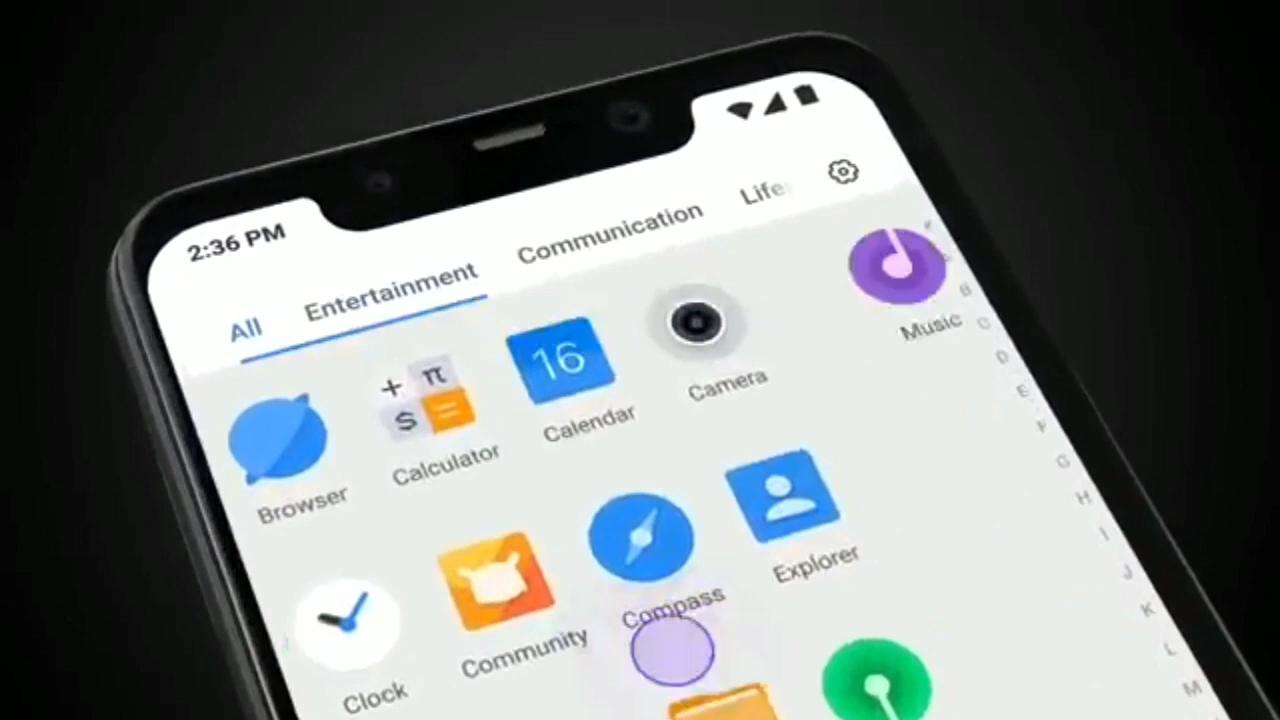 2:36 PM
All
Entertainment
Communication
Life
Browser
+
π
$
=
Calculator
16
Calendar
Camera
Music
Clock
Community
Compass
Explorer
A
B
C
D
E
F
G
H
I
J
K
L
M